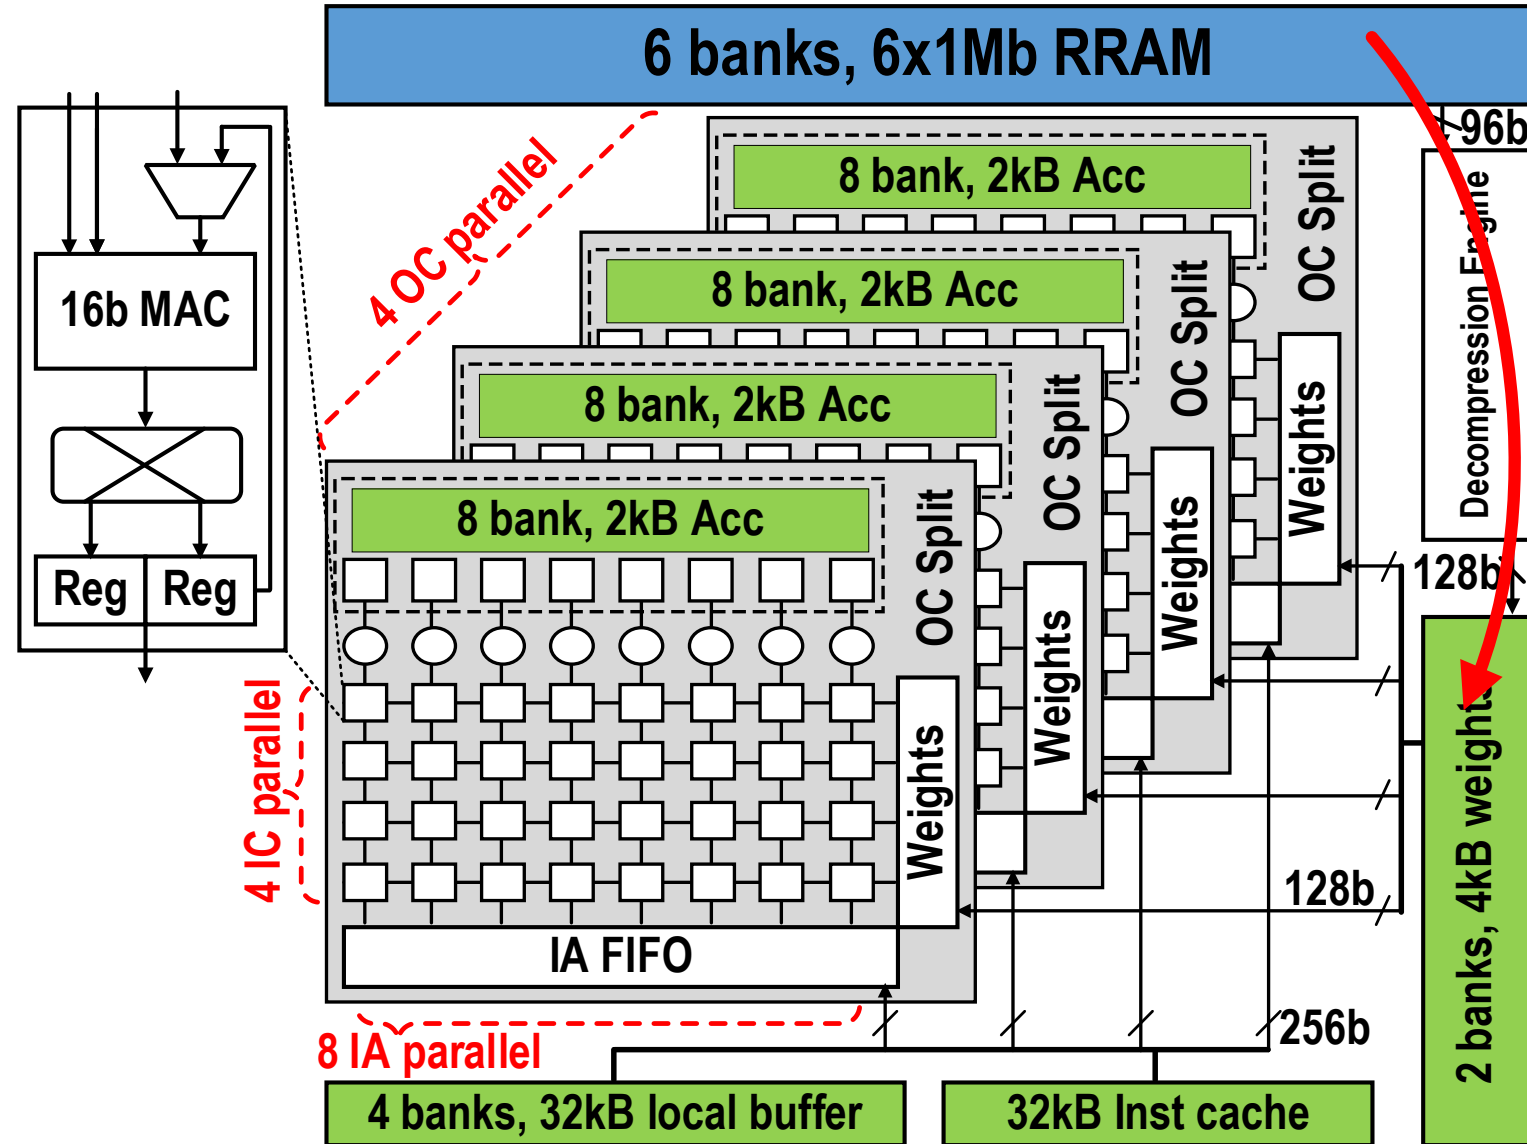 6 banks, 6x1Mb RRAM
96b
8 bank, 2kB Acc
OC Split
Decompression Engine
4 OC parallel
8 bank, 2kB Acc
OC Split
16b MAC
8 bank, 2kB Acc
OC Split
Weights
8 bank, 2kB Acc
OC Split
Weights
128b
Reg
Reg
Weights
Weights
4 IC parallel
128b
2 banks, 4kB weights
IA FIFO
256b
8 IA parallel
4 banks, 32kB local buffer
32kB Inst cache